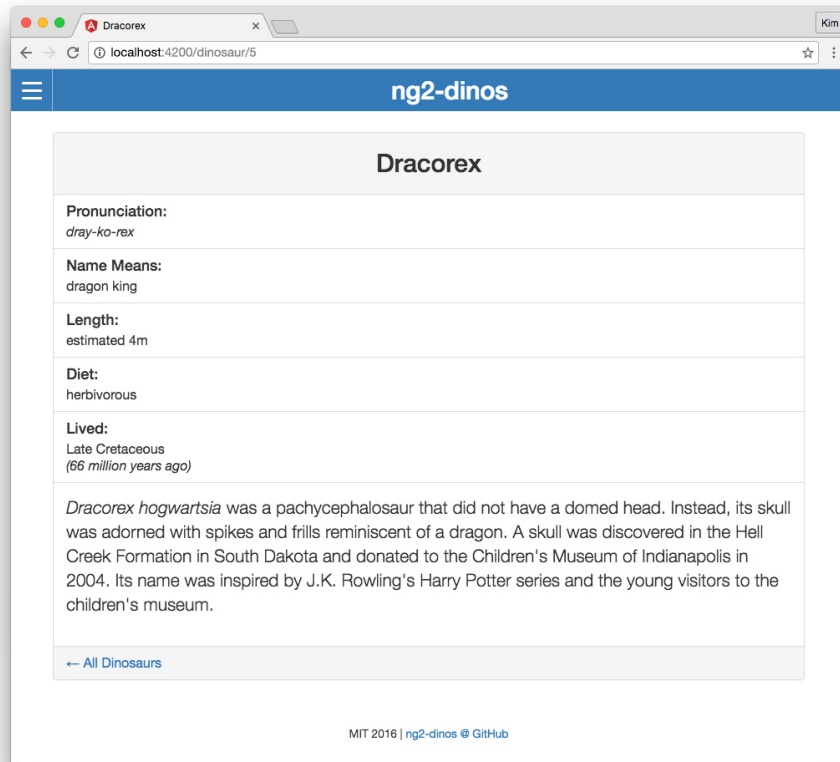 Dracorex
Kim
localhost:4200/dinosaur/5
ng2-dinos
Dracorex
Pronunciation:
dray-ko-rex
Name Means:
dragon king
Length:
estimated 4m
Diet:
herbivorous
Lived:
Late Cretaceous
(66 million years ago)
Dracorex hogwartsia was a pachycephalosaur that did not have a domed head. Instead, its skull
was adorned with spikes and frills reminiscent of a dragon. A skull was discovered in the Hell
Creek Formation in South Dakota and donated to the Children's Museum of Indianapolis in
2004. Its name was inspired by J.K. Rowling's Harry Potter series and the young visitors to the
children's museum.
← All Dinosaurs
MIT 2016 | ng2-dinos @ GitHub